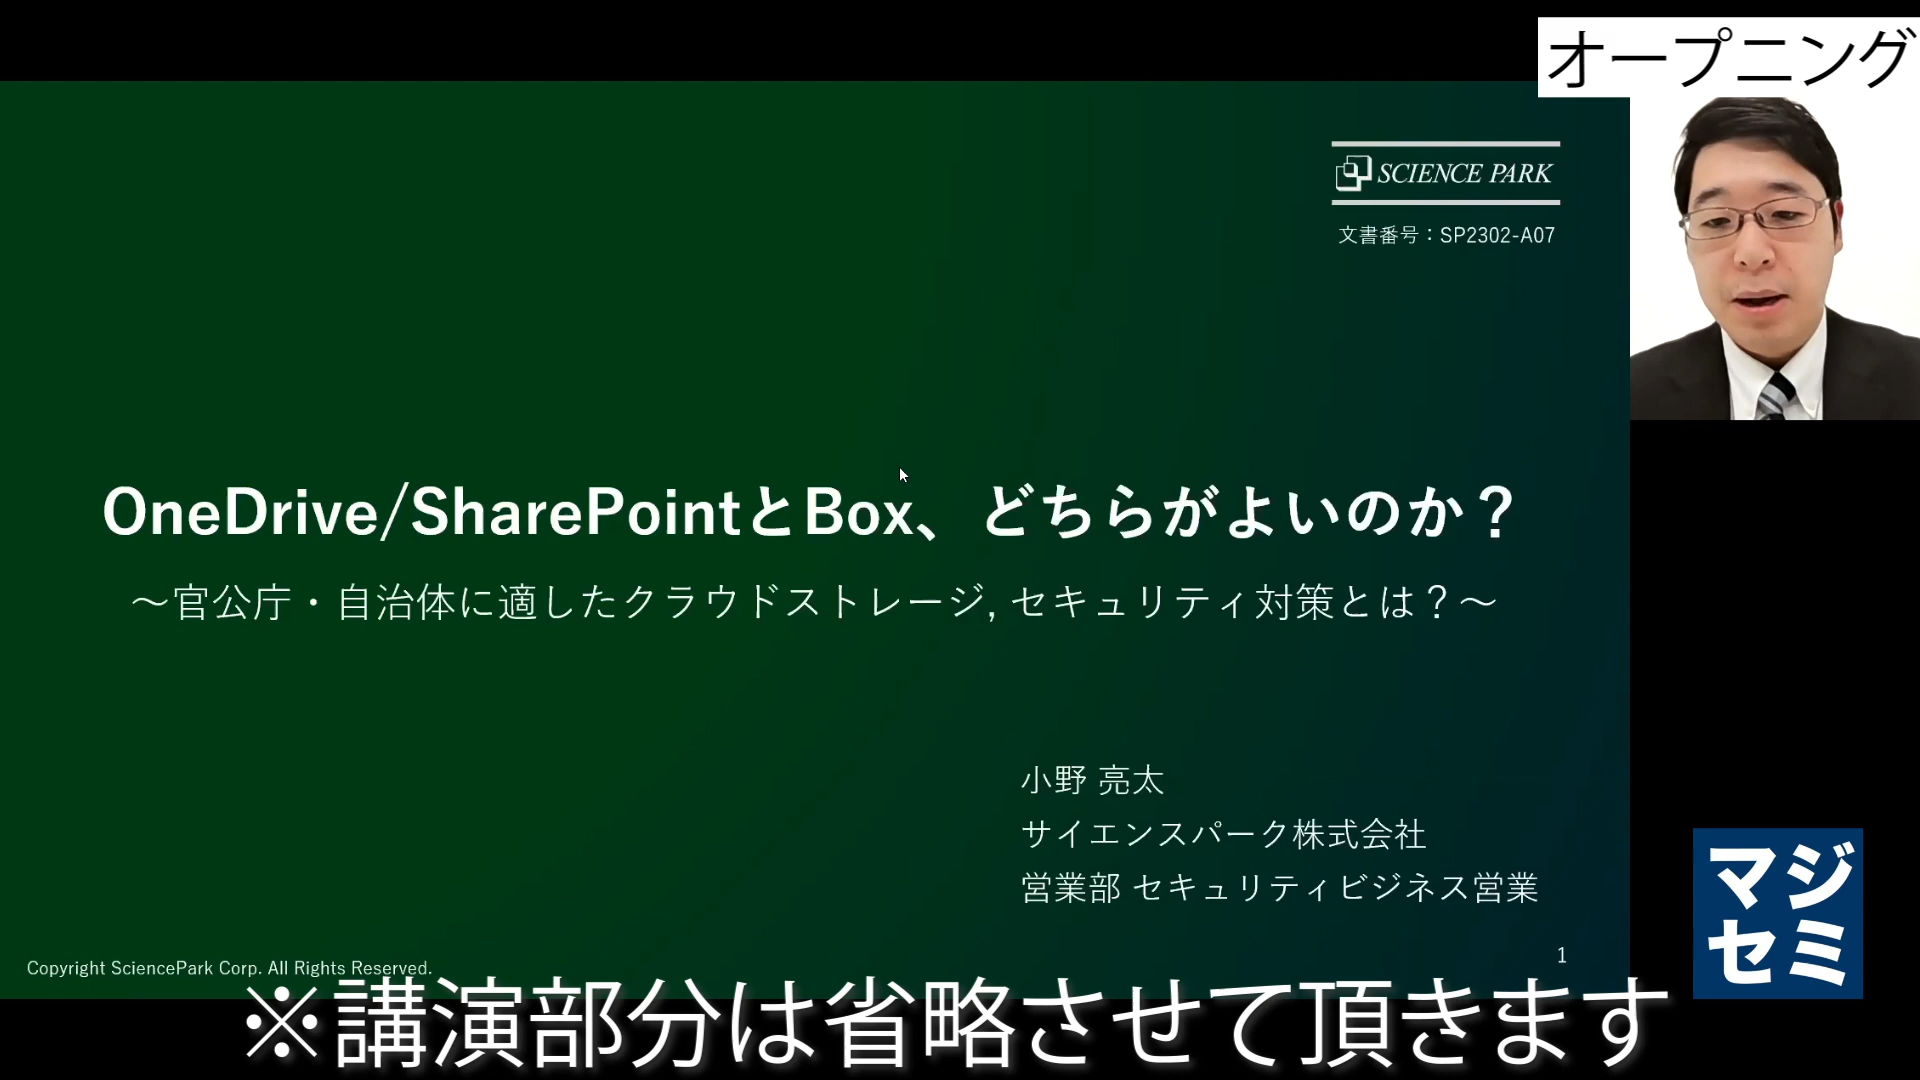 オープニング
SCIENCE PARK
文書番号：SP2302-A07
OneDrive/SharePointとBox、どちらがよいのか？
～官公庁・自治体に適したクラウドストレージ, セキュリティ対策とは？～
小野 亮太
サイエンスパーク株式会社
営業部 セキュリティビジネス営業
1
Copyright SciencePark Corp. All Rights Reserved.
※講演部分は省略させて頂きます
マジ
セミ